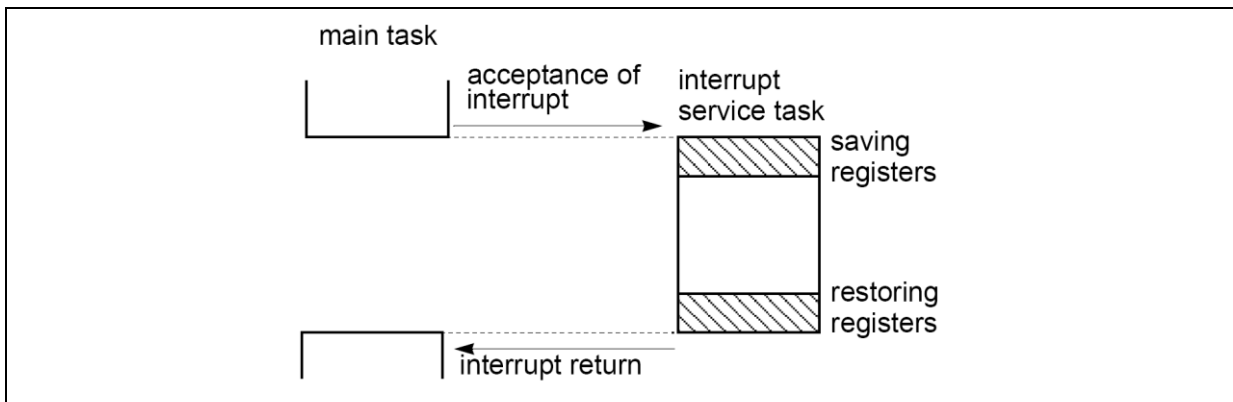 main task
acceptance of
interrupt
interrupt
service task
saving
registers
restoring
registers
interrupt return